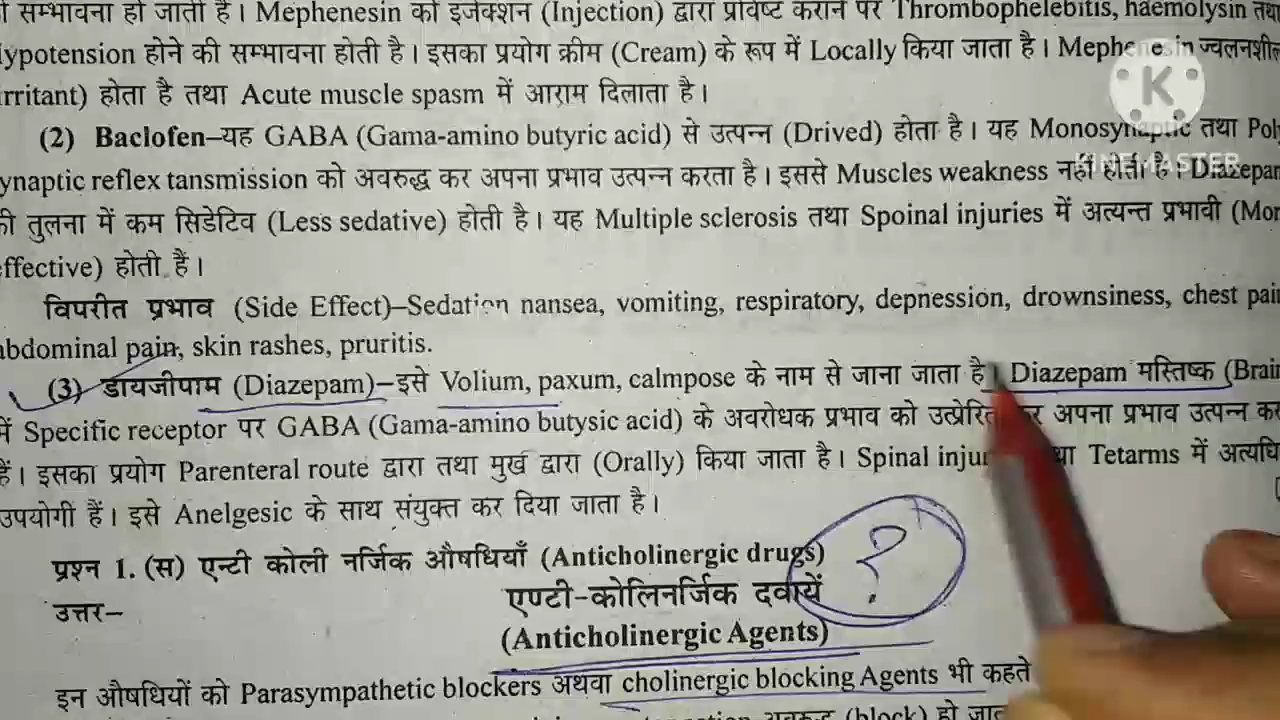 सम्भावना हो जाती है। Mephenesin को इंजेक्शन (Injection) द्वारा प्रविष्ट कराने पर Thrombophelebitis, haemolysin तथा
ypotension होने की सम्भावना होती है। इसका प्रयोग क्रीम (Cream) के रूप में Locally किया जाता है। Mephenesin ज्वलनशील
rritant) होता है तथा Acute muscle spasm में आराम दिलाता है।
(2) Baclofen–यह GABA (Gama-amino butyric acid) से उत्पन्न (Drived) होता है। यह Monosynaptic तथा Poly
ynaptic reflex tansmission को अवरुद्ध कर अपना प्रभाव उत्पन्न करता है। इससे Muscles weakness नहीं होती है। Diazepam
की तुलना में कम सिडेटिव (Less sedative) होती है। यह Multiple sclerosis तथा Spoinal injuries में अत्यन्त प्रभावी (Mor
effective) होती हैं।
विपरीत प्रभाव (Side Effect)–Sedation nansea, vomiting, respiratory, depnession, drownsiness, chest pain
abdominal pain, skin rashes, pruritis.
(3) डायजीपाम (Diazepam)–इसे Volium, paxum, calmpose के नाम से जाना जाता है। Diazepam मस्तिष्क (Brain
में Specific receptor पर GABA (Gama-amino butysic acid) के अवरोधक प्रभाव को उत्प्रेरित कर अपना प्रभाव उत्पन्न कर
हैं। इसका प्रयोग Parenteral route द्वारा तथा मुख द्वारा (Orally) किया जाता है। Spinal injur था Tetarms में अत्यधि
उपयोगी हैं। इसे Anelgesic के साथ संयुक्त कर दिया जाता है।
प्रश्न 1. (स) एन्टी कोली नर्जिक औषधियाँ (Anticholinergic drugs)
उत्तर–
एण्टी-कोलिनर्जिक दवायें
(Anticholinergic Agents)
?
इन औषधियों को Parasympathetic blockers अथवा cholinergic blocking Agents भी कहते
अवरुद्ध (block) हो जात
K
KINEMASTER